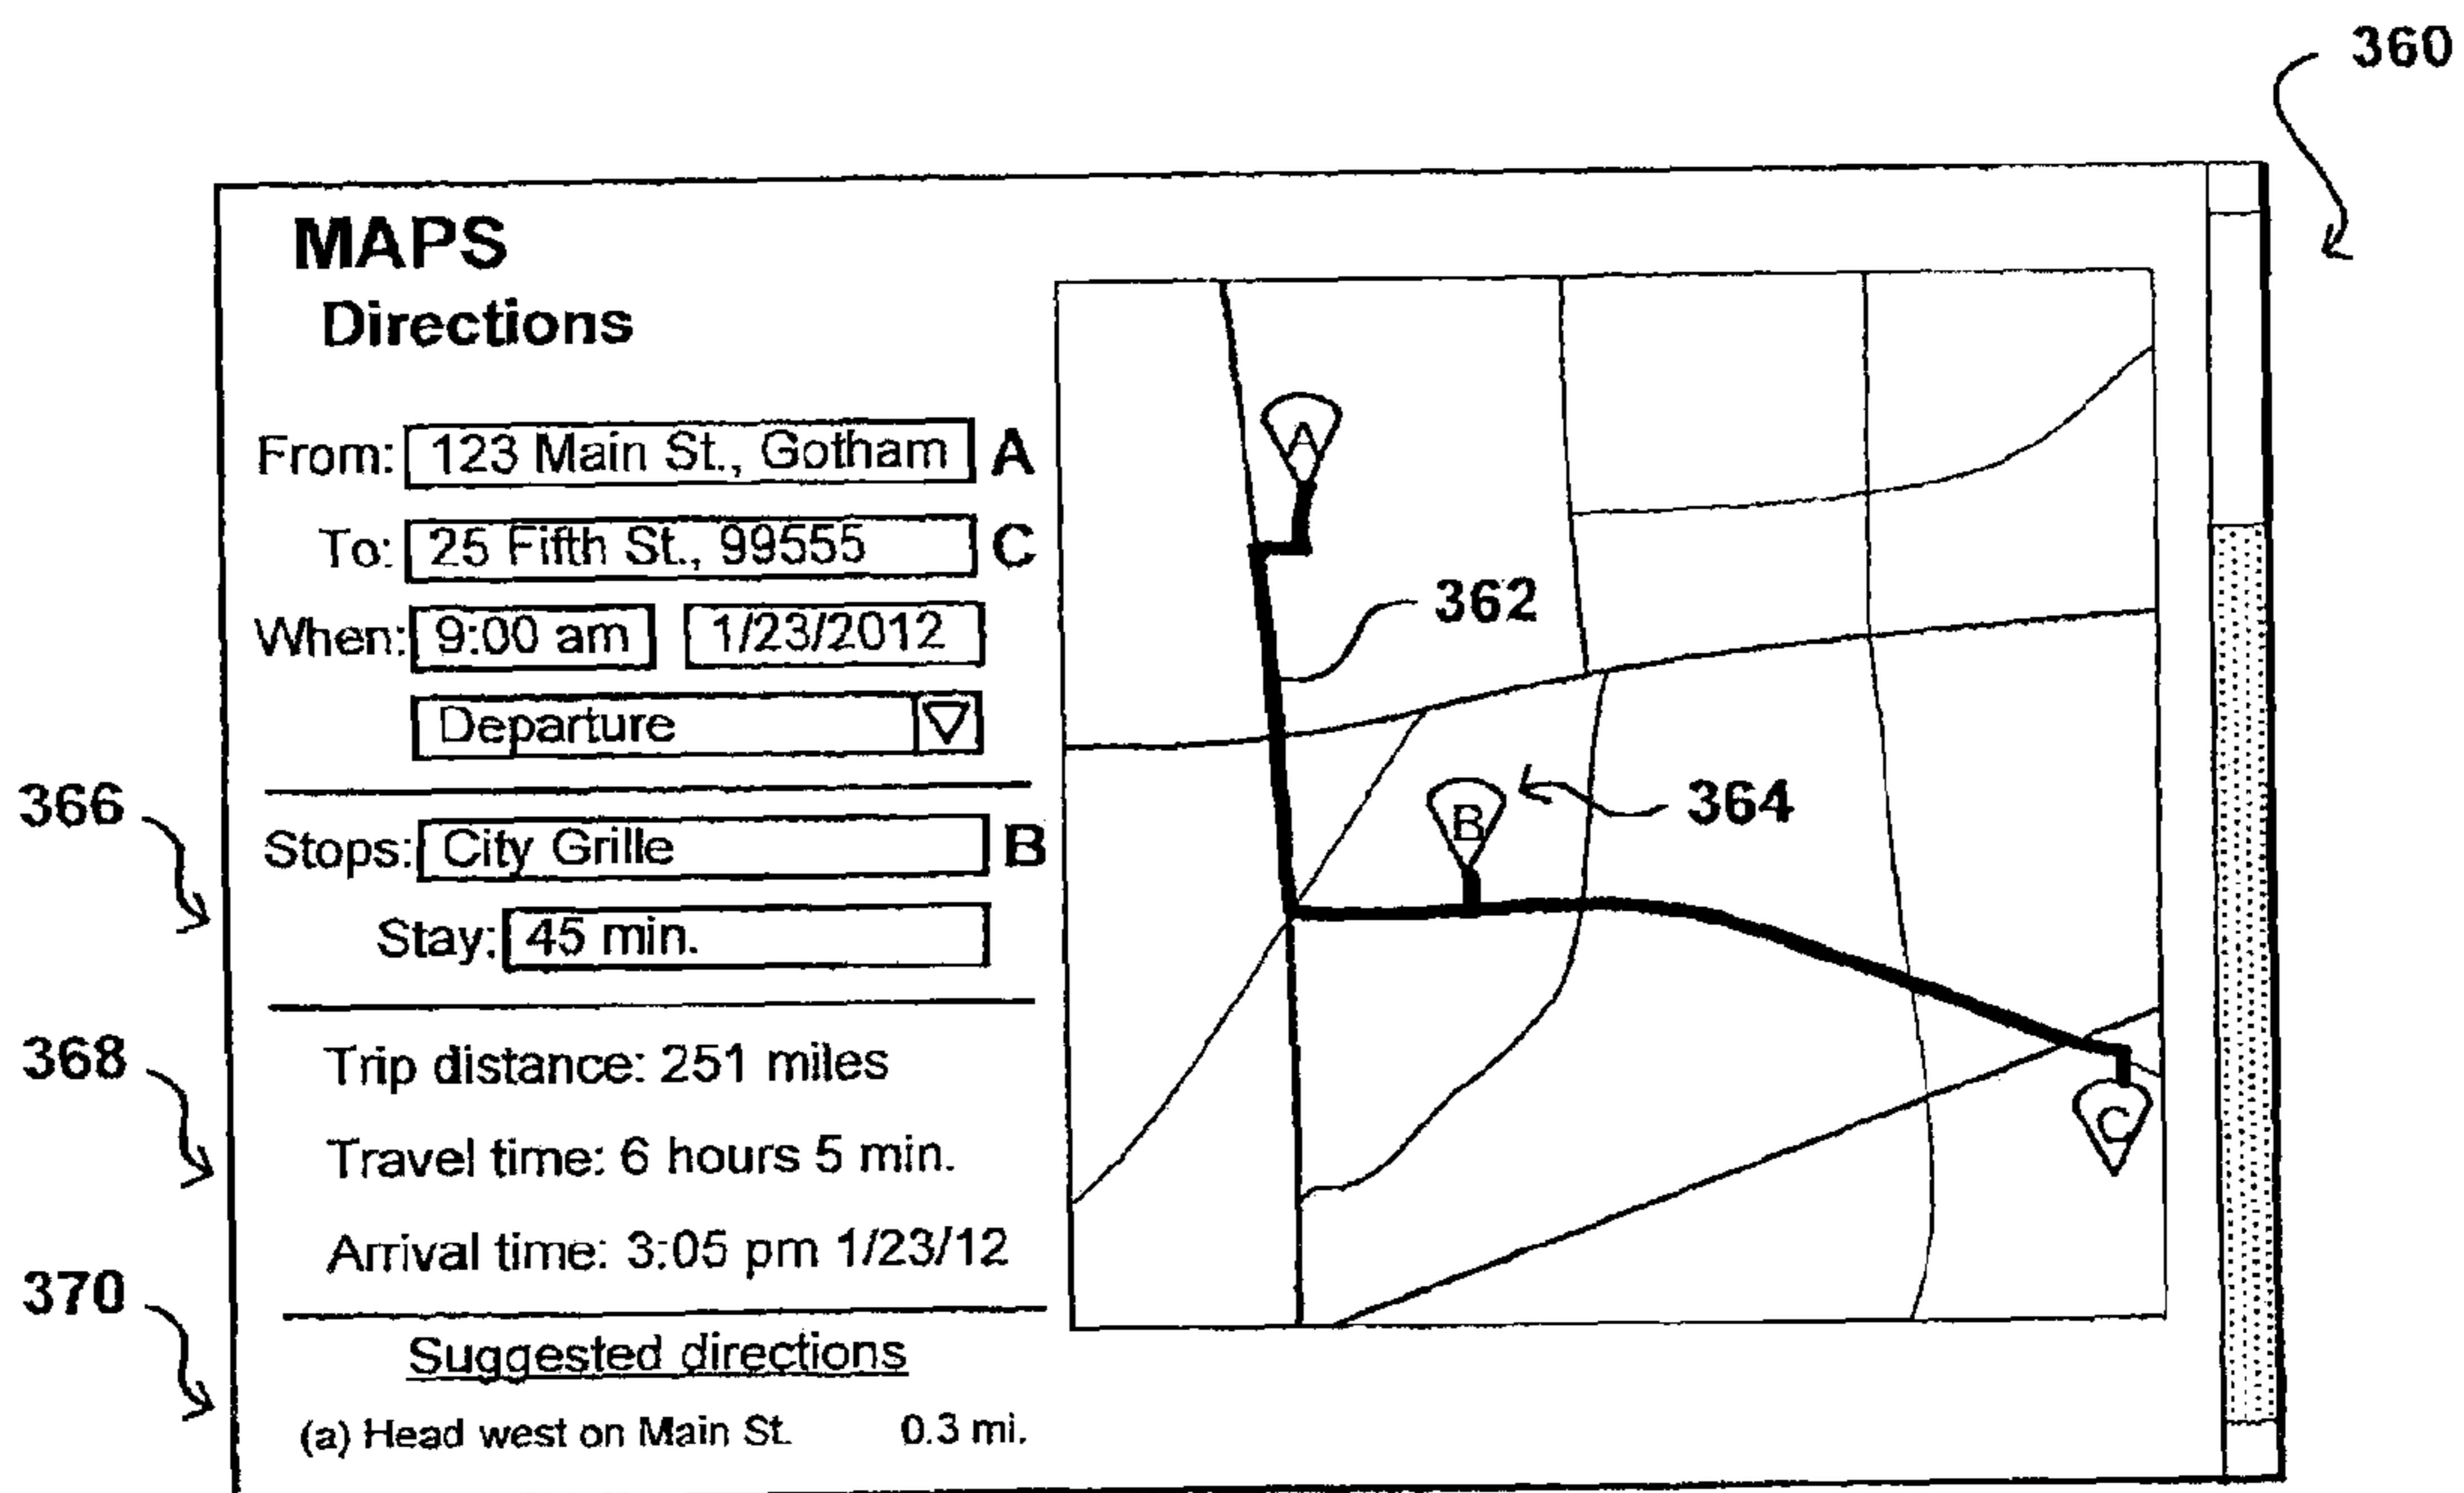 360
MAPS
Directions
From: 123 Main St., Gotham A
To: 25 Fifth St., 99555 C
When: 9:00 am 1/23/2012
Departure
366
Stops: City Grille B
Stay: 45 min.
368
Trip distance: 251 miles
Travel time: 6 hours 5 min.
Arrival time: 3:05 pm 1/23/12
370
Suggested directions
(a) Head west on Main St. 0.3 mi.
A
362
B
364
C